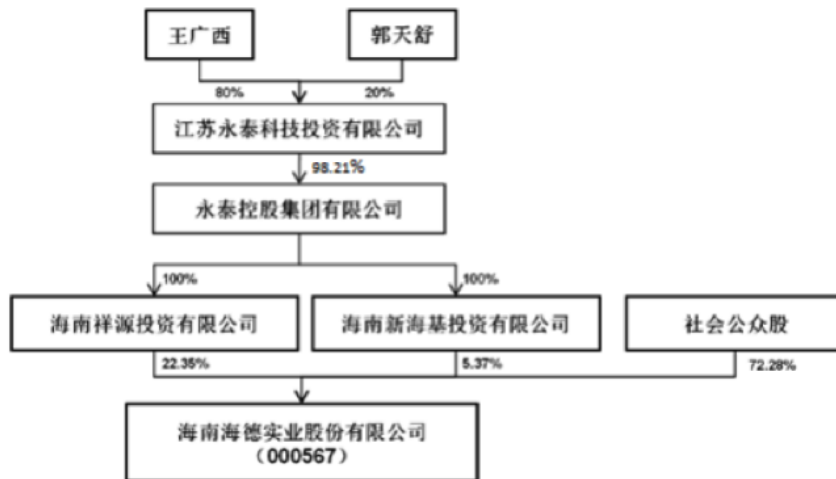 王广西
郭天舒
80%
20%
江苏永泰科技投资有限公司
98.21%
永泰控股集团有限公司
100%
100%
海南祥源投资有限公司
海南新海基投资有限公司
社会公众股
22.35%
5.37%
72.28%
海南海德实业股份有限公司
（000567）